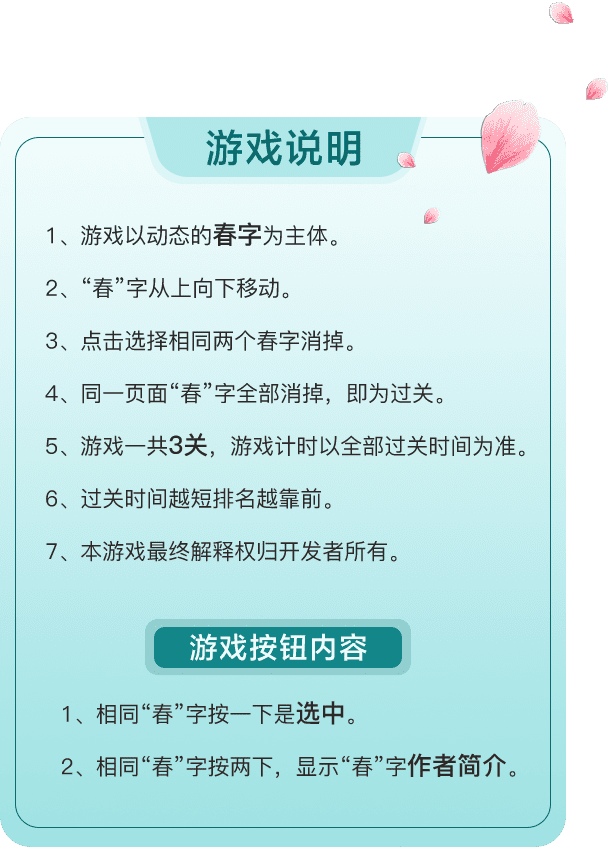 游戏说明
1、游戏以动态的春字为主体。
2、“春”字从上向下移动。
3、点击选择相同两个春字消掉。
4、同一页面“春”字全部消掉，即为过关。
5、游戏一共3关，游戏计时以全部过关时间为准。
6、过关时间越短排名越靠前。
7、本游戏最终解释权归开发者所有。
游戏按钮内容
1、相同“春”字按一下是选中。
2、相同“春”字按两下，显示“春”字作者简介。